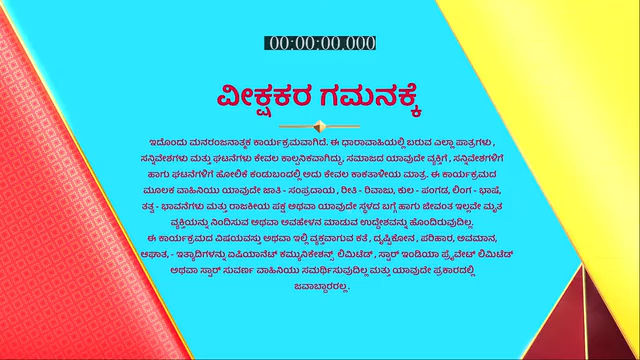 00:00:00.000
ವೀಕ್ಷಕರ ಗಮನಕ್ಕೆ
ಇದೊಂದು ಮನರಂಜನಾತ್ಮಕ ಕಾರ್ಯಕ್ರಮವಾಗಿದೆ. ಈ ಧಾರಾವಾಹಿಯಲ್ಲಿ ಬರುವ ಎಲ್ಲಾ ಪಾತ್ರಗಳು,
ಸನ್ನಿವೇಶಗಳು ಮತ್ತು ಘಟನೆಗಳು ಕೇವಲ ಕಾಲ್ಪನಿಕವಾಗಿದ್ದು, ಸಮಾಜದ ಯಾವುದೇ ವ್ಯಕ್ತಿಗೆ, ಸನ್ನಿವೇಶಗಳಿಗೆ
ಹಾಗು ಘಟನೆಗಳಿಗೆ ಹೋಲಿಕೆ ಕಂಡುಬಂದಲ್ಲಿ ಅದು ಕೇವಲ ಕಾಕತಾಳೀಯ ಮಾತ್ರ. ಈ ಕಾರ್ಯಕ್ರಮದ
ಮೂಲಕ ವಾಹಿನಿಯು ಯಾವುದೇ ಜಾತಿ - ಸಂಪ್ರದಾಯ, ರೀತಿ - ರಿವಾಜು, ಕುಲ - ಪಂಗಡ, ಲಿಂಗ - ಭಾಷೆ,
ತತ್ವ - ಭಾವನೆಗಳು ಮತ್ತು ರಾಜಕೀಯ ಪಕ್ಷ ಅಥವಾ ಯಾವುದೇ ಸ್ಥಳದ ಬಗ್ಗೆ ಹಾಗು ಜೀವಂತ ಇಲ್ಲವೇ ಮೃತ
ವ್ಯಕ್ತಿಯನ್ನು ನಿಂದಿಸುವ ಅಥವಾ ಅವಹೇಳನ ಮಾಡುವ ಉದ್ದೇಶವನ್ನು ಹೊಂದಿರುವುದಿಲ್ಲ.
ಈ ಕಾರ್ಯಕ್ರಮದ ವಿಷಯವಸ್ತು ಅಥವಾ ಇಲ್ಲಿ ವ್ಯಕ್ತವಾಗುವ ಕತೆ, ದೃಷ್ಟಿಕೋನ, ಪರಿಹಾರ, ಅವಮಾನ,
ಆಘಾತ, - ಇತ್ಯಾದಿಗಳನ್ನು ಏಷಿಯಾನೆಟ್ ಕಮ್ಯುನಿಕೇಶನ್ಸ್ ಲಿಮಿಟೆಡ್, ಸ್ಟಾರ್ ಇಂಡಿಯಾ ಪ್ರೈವೇಟ್ ಲಿಮಿಟೆಡ್
ಅಥವಾ ಸ್ಟಾರ್ ಸುವರ್ಣ ವಾಹಿನಿಯು ಸಮರ್ಥಿಸುವುದಿಲ್ಲ ಮತ್ತು ಯಾವುದೇ ಪ್ರಕಾರದಲ್ಲಿ
ಜವಾಬ್ದಾರರಲ್ಲ.